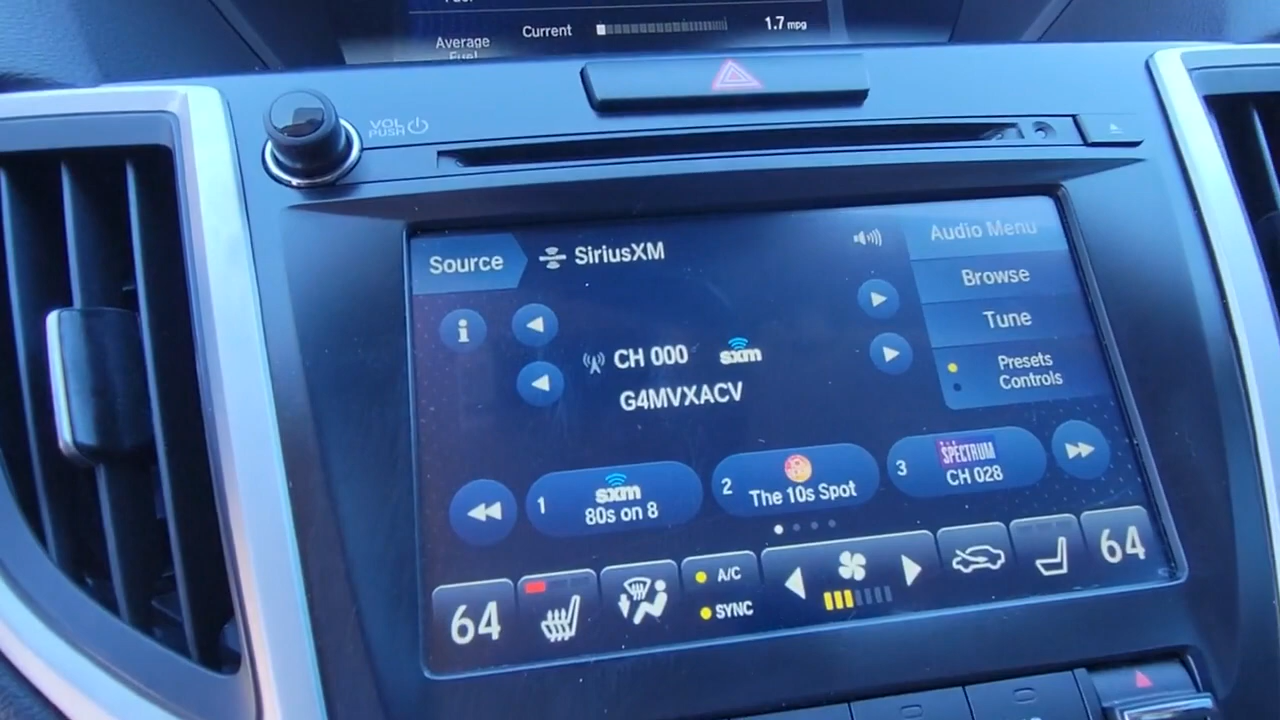 Current
1.7 mpg
Average
Fuel
VOL
PUSH
Source
SiriusXM
Audio Menu
Browse
Tune
Presets
Controls
i
CH 000
sxm
G4MVXACV
1
sxm
80s on 8
2
The 10s Spot
3
SPECTRUM
CH 028
64
A/C
SYNC
64